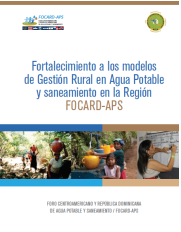 FOCARD-APS
Fortalecimiento a los modelos
de Gestión Rural en Agua Potable
y saneamiento en la Región
FOCARD-APS
FORO CENTROAMERICANO Y REPÚBLICA DOMINICANA
DE AGUA POTABLE Y SANEAMIENTO / FOCARD-APS